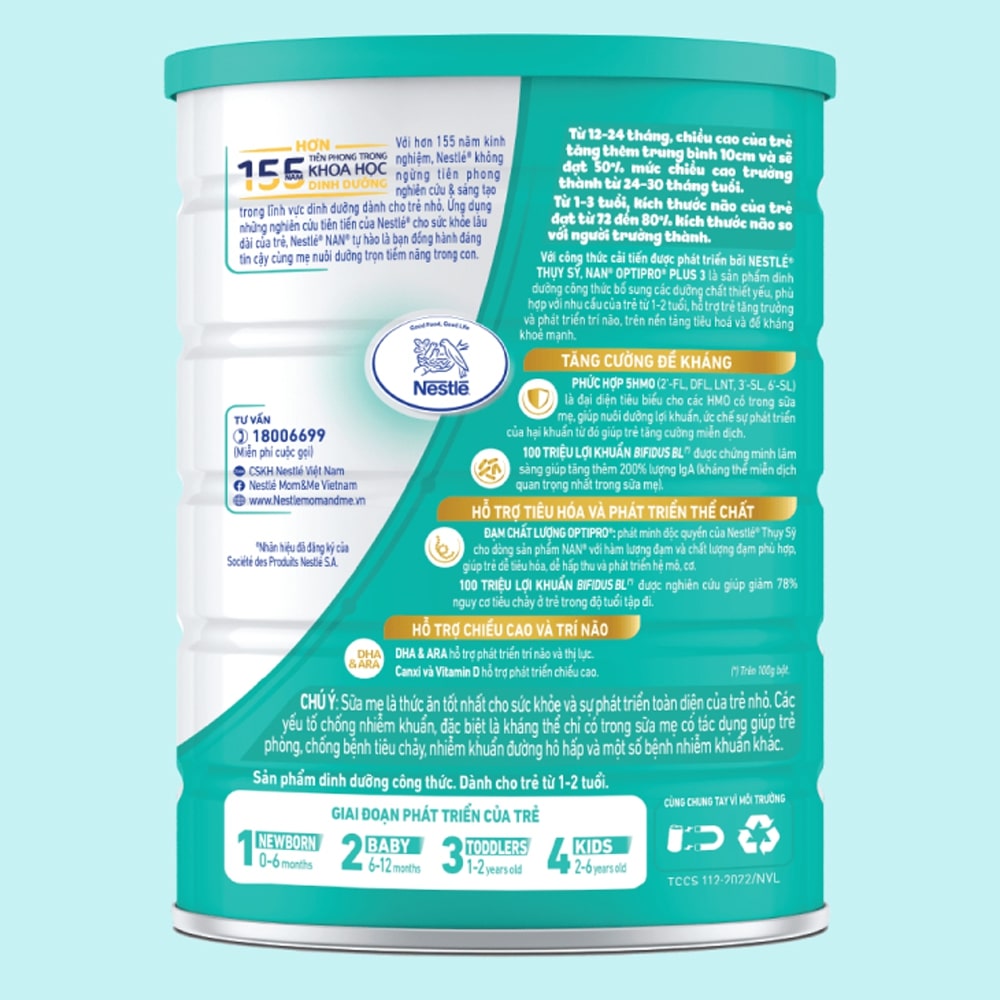 HƠN
155 NĂM
TIÊN PHONG TRONG
KHOA HỌC
DINH DƯỠNG
Với hơn 155 năm kinh
nghiệm, Nestlé® không
ngừng tiên phong
nghiên cứu & sáng tạo
trong lĩnh vực dinh dưỡng dành cho trẻ nhỏ. Ứng dụng
những nghiên cứu tiên tiến của Nestlé® cho sức khỏe lâu
dài của trẻ, Nestlé® NAN® tự hào là bạn đồng hành đáng
tin cậy cùng mẹ nuôi dưỡng trọn tiềm năng trong con.
Từ 12-24 tháng, chiều cao của trẻ
tăng thêm trung bình 10cm và sẽ
đạt 50% mức chiều cao trưởng
thành từ 24-30 tháng tuổi.
Từ 1-3 tuổi, kích thước não của trẻ
đạt từ 72 đến 80% kích thước não so
với người trưởng thành.
Với công thức cải tiến được phát triển bởi NESTLÉ®
THỤY SỸ, NAN® OPTIPRO® PLUS 3 là sản phẩm dinh
dưỡng công thức bổ sung các dưỡng chất thiết yếu, phù
hợp với nhu cầu của trẻ từ 1-2 tuổi, hỗ trợ trẻ tăng trưởng
và phát triển trí não, trên nền tảng tiêu hoá và đề kháng
khoẻ mạnh.
Good Food, Good Life
Nestlé
TĂNG CƯỜNG ĐỀ KHÁNG
PHỨC HỢP 5HMO (2'-FL, DFL, LNT, 3'-SL, 6'-SL)
là đại diện tiêu biểu cho các HMO có trong sữa
mẹ, giúp nuôi dưỡng lợi khuẩn, ức chế sự phát triển
của hại khuẩn từ đó giúp trẻ tăng cường miễn dịch.
100 TRIỆU LỢI KHUẨN BIFIDUS BL(*) được chứng minh lâm
sàng giúp tăng thêm 200% lượng IgA (kháng thể miễn dịch
quan trọng nhất trong sữa mẹ).
TƯ VẤN
18006699
(Miễn phí cuộc gọi)
CSKH Nestlé Việt Nam
Nestlé Mom&Me Vietnam
www.Nestlemomandme.vn
®Nhãn hiệu đã đăng ký của
Société des Produits Nestlé S.A.
HỖ TRỢ TIÊU HÓA VÀ PHÁT TRIỂN THỂ CHẤT
ĐẠM CHẤT LƯỢNG OPTIPRO®: phát minh độc quyền của Nestlé® Thụy Sỹ
cho dòng sản phẩm NAN® với hàm lượng đạm và chất lượng đạm phù hợp,
giúp trẻ dễ tiêu hóa, dễ hấp thu và phát triển hệ mô, cơ.
100 TRIỆU LỢI KHUẨN BIFIDUS BL(*) được nghiên cứu giúp giảm 78%
nguy cơ tiêu chảy ở trẻ trong độ tuổi tập đi.
HỖ TRỢ CHIỀU CAO VÀ TRÍ NÃO
DHA
& ARA
DHA & ARA hỗ trợ phát triển trí não và thị lực.
Canxi và Vitamin D hỗ trợ phát triển chiều cao.
(*) Trên 100g bột.
CHÚ Ý: Sữa mẹ là thức ăn tốt nhất cho sức khỏe và sự phát triển toàn diện của trẻ nhỏ. Các
yếu tố chống nhiễm khuẩn, đặc biệt là kháng thể chỉ có trong sữa mẹ có tác dụng giúp trẻ
phòng, chống bệnh tiêu chảy, nhiễm khuẩn đường hô hấp và một số bệnh nhiễm khuẩn khác.
Sản phẩm dinh dưỡng công thức. Dành cho trẻ từ 1-2 tuổi.
GIAI ĐOẠN PHÁT TRIỂN CỦA TRẺ
1 NEWBORN 0-6 months
2 BABY 6-12 months
3 TODDLERS 1-2 years old
4 KIDS 2-6 years old
CÙNG CHUNG TAY VÌ MÔI TRƯỜNG
TCCS 112-2022/NVL